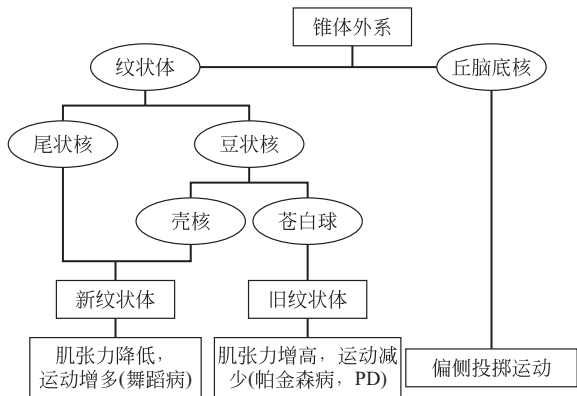 锥体外系
纹状体
丘脑底核
尾状核
豆状核
壳核
苍白球
新纹状体
旧纹状体
肌张力降低，
运动增多(舞蹈病)
肌张力增高，运动减
少(帕金森病，PD)
偏侧投掷运动